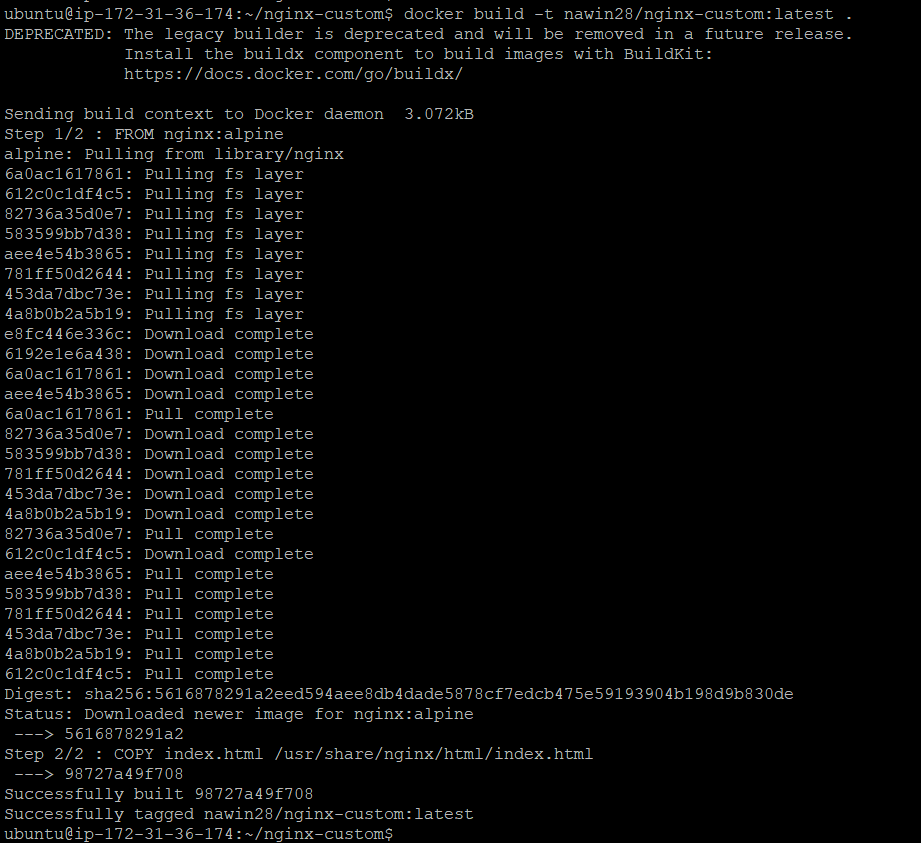 ubuntu@ip-172-31-36-174:~/nginx-custom$ docker build -t nawin28/nginx-custom:latest .
DEPRECATED: The legacy builder is deprecated and will be removed in a future release.
            Install the buildx component to build images with BuildKit:
            https://docs.docker.com/go/buildx/

Sending build context to Docker daemon  3.072kB
Step 1/2 : FROM nginx:alpine
alpine: Pulling from library/nginx
6a0ac1617861: Pulling fs layer
612c0c1df4c5: Pulling fs layer
82736a35d0e7: Pulling fs layer
583599bb7d38: Pulling fs layer
aee4e54b3865: Pulling fs layer
781ff50d2644: Pulling fs layer
453da7dbc73e: Pulling fs layer
4a8b0b2a5b19: Pulling fs layer
e8fc446e336c: Download complete
6192e1e6a438: Download complete
6a0ac1617861: Download complete
aee4e54b3865: Download complete
6a0ac1617861: Pull complete
82736a35d0e7: Download complete
583599bb7d38: Download complete
781ff50d2644: Download complete
453da7dbc73e: Download complete
4a8b0b2a5b19: Download complete
82736a35d0e7: Pull complete
612c0c1df4c5: Download complete
aee4e54b3865: Pull complete
583599bb7d38: Pull complete
781ff50d2644: Pull complete
453da7dbc73e: Pull complete
4a8b0b2a5b19: Pull complete
612c0c1df4c5: Pull complete
Digest: sha256:5616878291a2eed594aee8db4dade5878cf7edcb475e59193904b198d9b830de
Status: Downloaded newer image for nginx:alpine
 ---> 5616878291a2
Step 2/2 : COPY index.html /usr/share/nginx/html/index.html
 ---> 98727a49f708
Successfully built 98727a49f708
Successfully tagged nawin28/nginx-custom:latest
ubuntu@ip-172-31-36-174:~/nginx-custom$